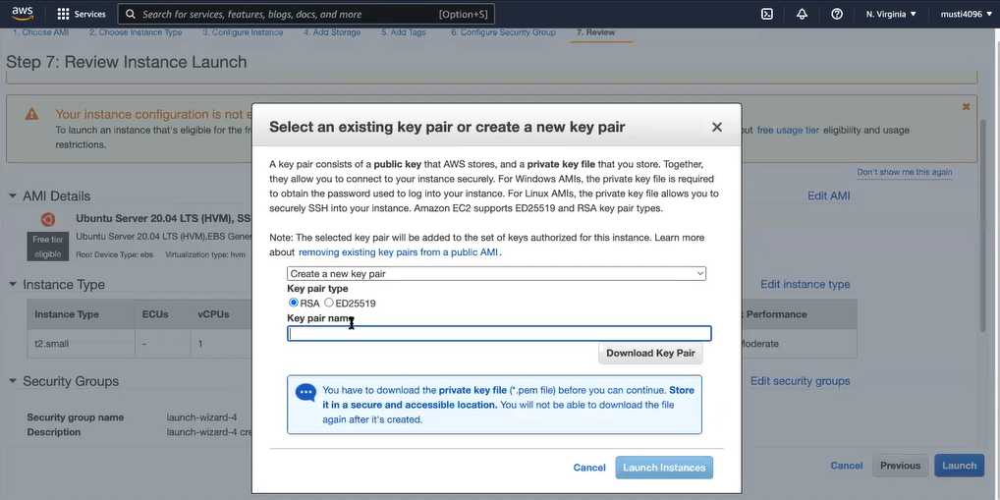 aws Services Search for services, features, blogs, docs, and more [Option+S] N. Virginia musti4096
1. Choose AMI 2. Choose Instance Type 3. Configure Instance 4. Add Storage 5. Add Tags 6. Configure Security Group 7. Review
Step 7: Review Instance Launch
Your instance configuration is not e
To launch an instance that's eligible for the fr
out free usage tier eligibility and usage
restrictions.
Don't show me this again
AMI Details Edit AMI
Ubuntu Server 20.04 LTS (HVM), SS
Free tier
eligible
Ubuntu Server 20.04 LTS (HVM),EBS Gener
Root Device Type: ebs Virtualization type: hvm
Instance Type Edit instance type
Instance Type ECUs vCPUs Performance
t2.small - 1 Moderate
Security Groups Edit security groups
Security group name launch-wizard-4
Description launch-wizard-4 cre
Cancel Previous Launch
Select an existing key pair or create a new key pair
A key pair consists of a public key that AWS stores, and a private key file that you store. Together,
they allow you to connect to your instance securely. For Windows AMIs, the private key file is required
to obtain the password used to log into your instance. For Linux AMIs, the private key file allows you to
securely SSH into your instance. Amazon EC2 supports ED25519 and RSA key pair types.
Note: The selected key pair will be added to the set of keys authorized for this instance. Learn more
about removing existing key pairs from a public AMI.
Create a new key pair
Key pair type
RSA ED25519
Key pair name
Download Key Pair
You have to download the private key file (*.pem file) before you can continue. Store
it in a secure and accessible location. You will not be able to download the file
again after it's created.
Cancel Launch Instances